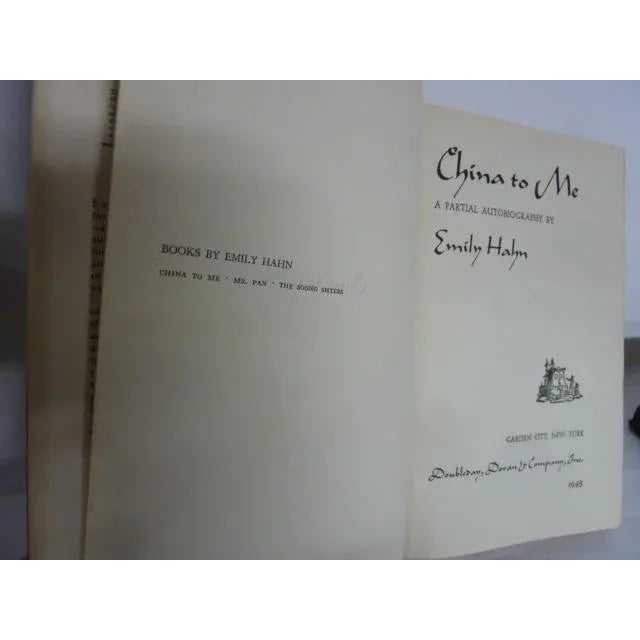 BOOKS BY EMILY HAHN
CHINA TO ME · MR. PAN · THE SOONG SISTERS
China to Me
A PARTIAL AUTOBIOGRAPHY BY
Emily Hahn
GARDEN CITY, NEW YORK
Doubleday, Doran & Company, Inc.
1945